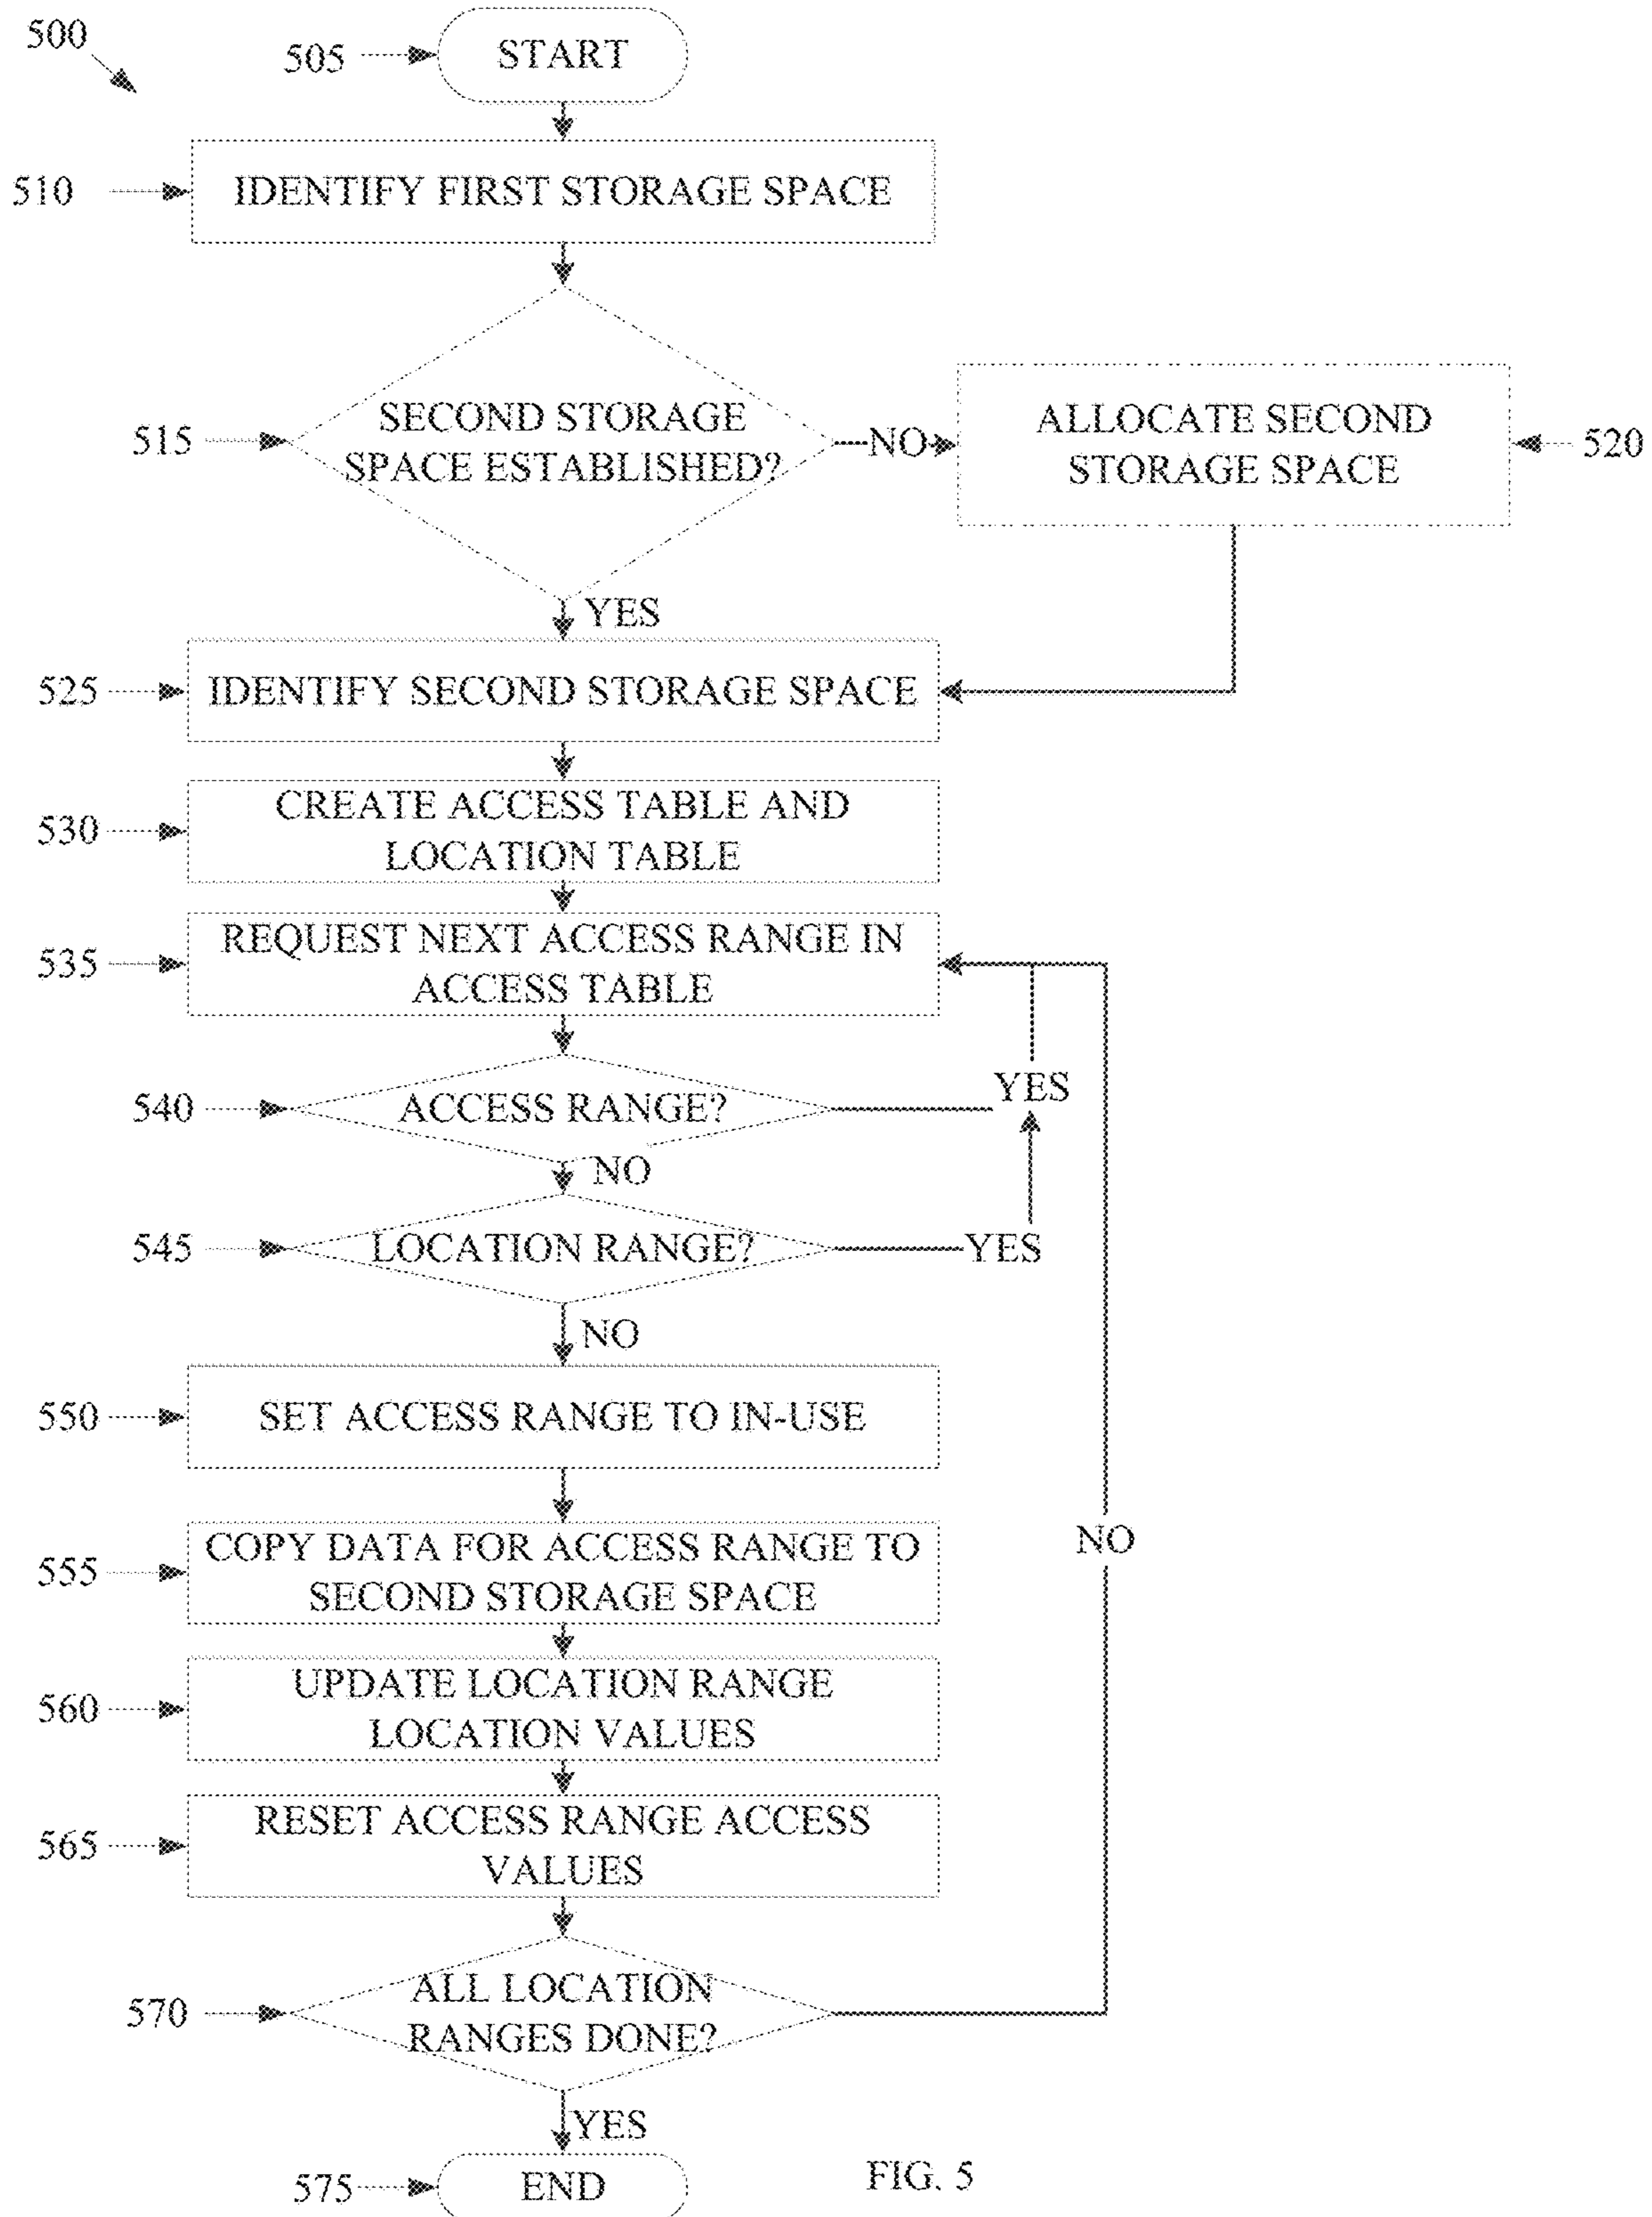 500
505
START
510
IDENTIFY FIRST STORAGE SPACE
515
SECOND STORAGE
SPACE ESTABLISHED?
NO
ALLOCATE SECOND
STORAGE SPACE
520
YES
525
IDENTIFY SECOND STORAGE SPACE
530
CREATE ACCESS TABLE AND
LOCATION TABLE
535
REQUEST NEXT ACCESS RANGE IN
ACCESS TABLE
540
ACCESS RANGE?
YES
NO
545
LOCATION RANGE?
YES
NO
550
SET ACCESS RANGE TO IN-USE
555
COPY DATA FOR ACCESS RANGE TO
SECOND STORAGE SPACE
NO
560
UPDATE LOCATION RANGE
LOCATION VALUES
565
RESET ACCESS RANGE ACCESS
VALUES
570
ALL LOCATION
RANGES DONE?
YES
575
END
FIG. 5